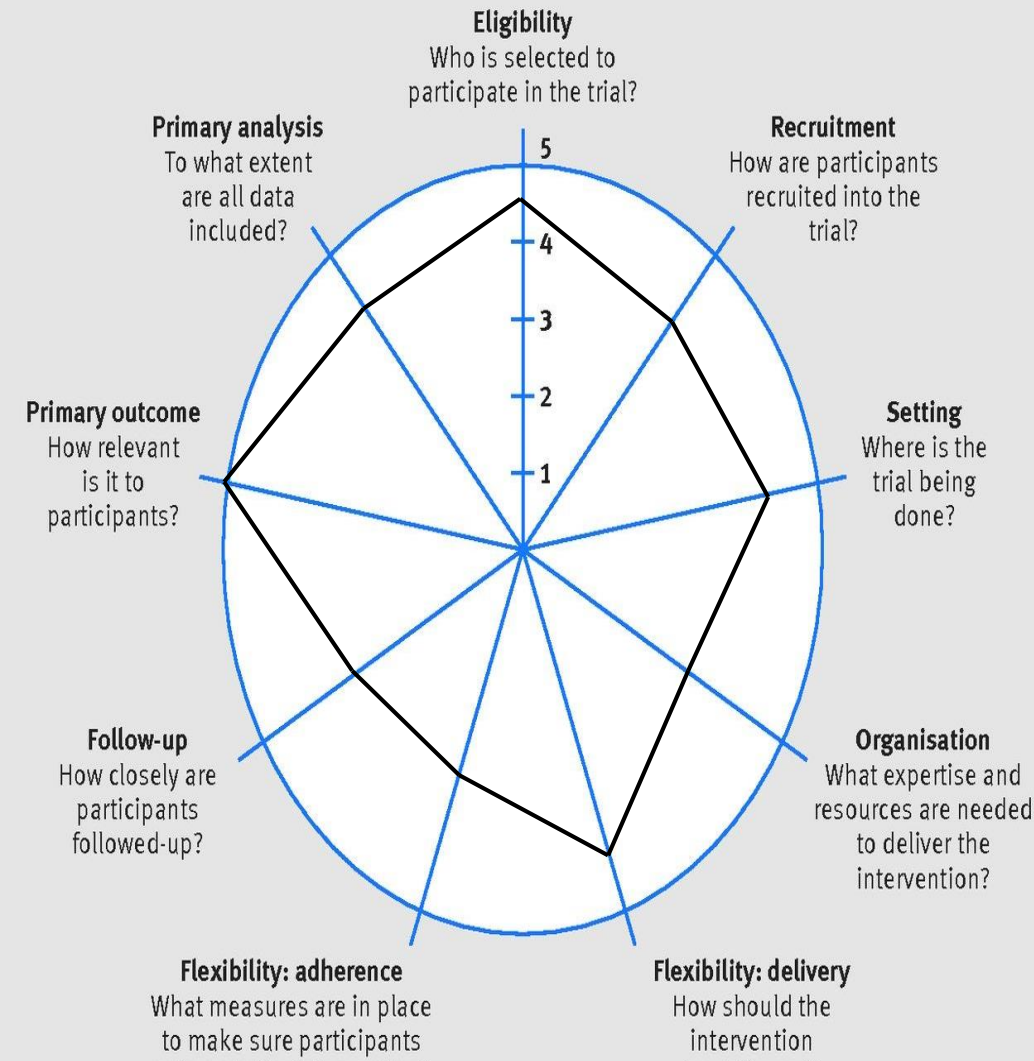 Eligibility
Who is selected to
participate in the trial?
Primary analysis
To what extent
are all data
included?
Recruitment
How are participants
recruited into the
trial?
5
4
3
2
1
Primary outcome
How relevant
is it to
participants?
Setting
Where is the
trial being
done?
Follow-up
How closely are
participants
followed-up?
Organisation
What expertise and
resources are needed
to deliver the
intervention?
Flexibility: adherence
What measures are in place
to make sure participants
Flexibility: delivery
How should the
intervention